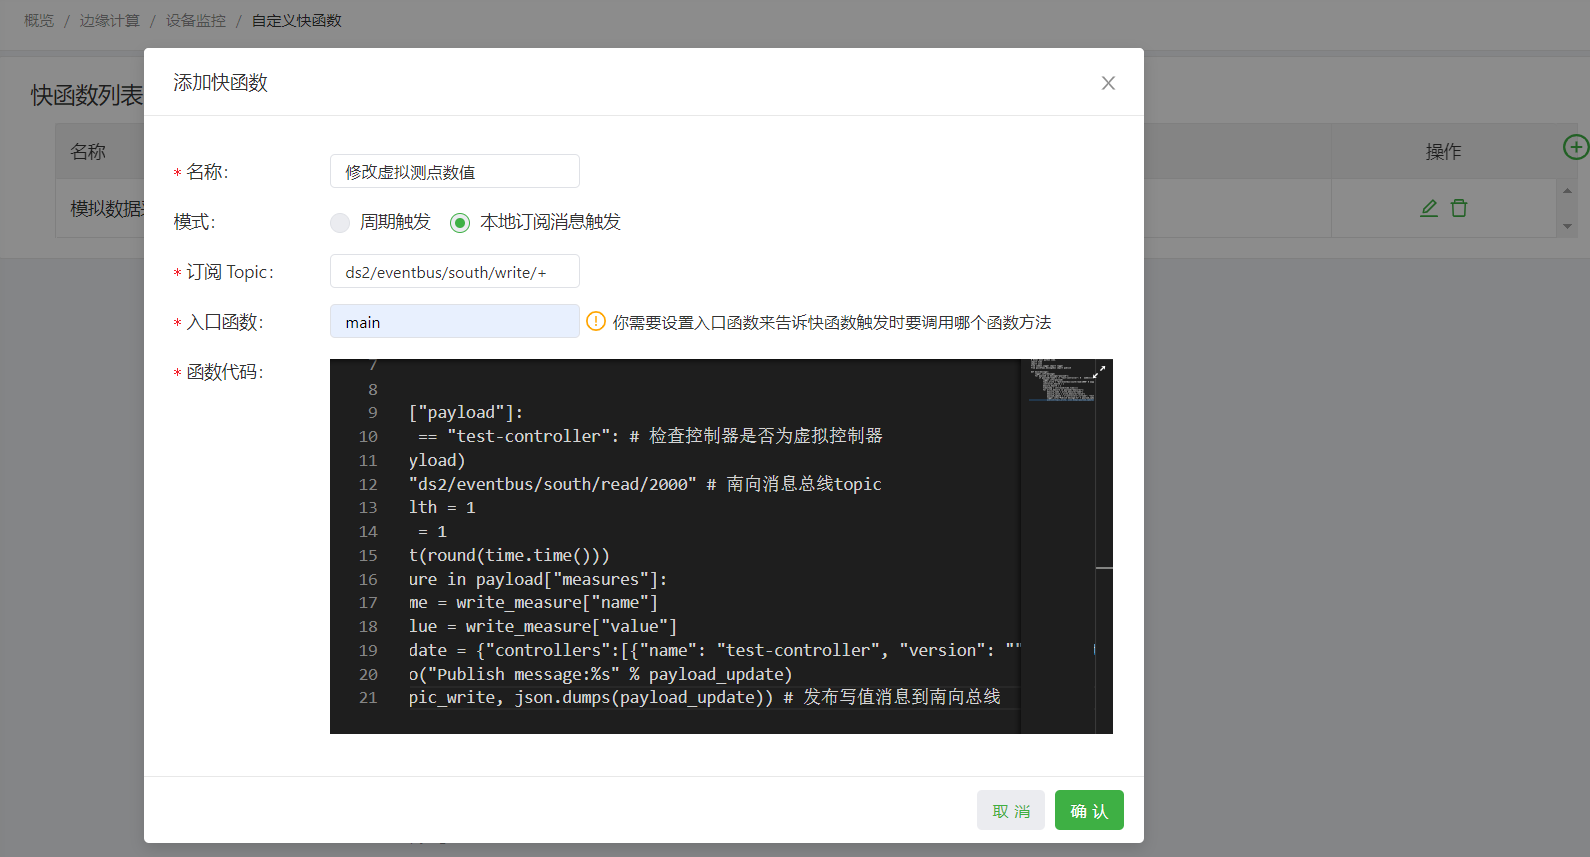 概览 / 边缘计算 / 设备监控 / 自定义快函数
快函数列表
名称
操作
模拟数据
添加快函数
* 名称：
修改虚拟测点数值
模式：
周期触发
本地订阅消息触发
* 订阅 Topic：
ds2/eventbus/south/write/+
* 入口函数：
main
你需要设置入口函数来告诉快函数触发时要调用哪个函数方法
* 函数代码：
7
8
9 ["payload"]:
10 == "test-controller": # 检查控制器是否为虚拟控制器
11 yload)
12 "ds2/eventbus/south/read/2000" # 南向消息总线topic
13 lth = 1
14 = 1
15 t(round(time.time()))
16 ure in payload["measures"]:
17 me = write_measure["name"]
18 lue = write_measure["value"]
19 date = {"controllers":[{"name": "test-controller", "version": ""
20 o("Publish message:%s" % payload_update)
21 pic_write, json.dumps(payload_update)) # 发布写值消息到南向总线
取 消
确 认